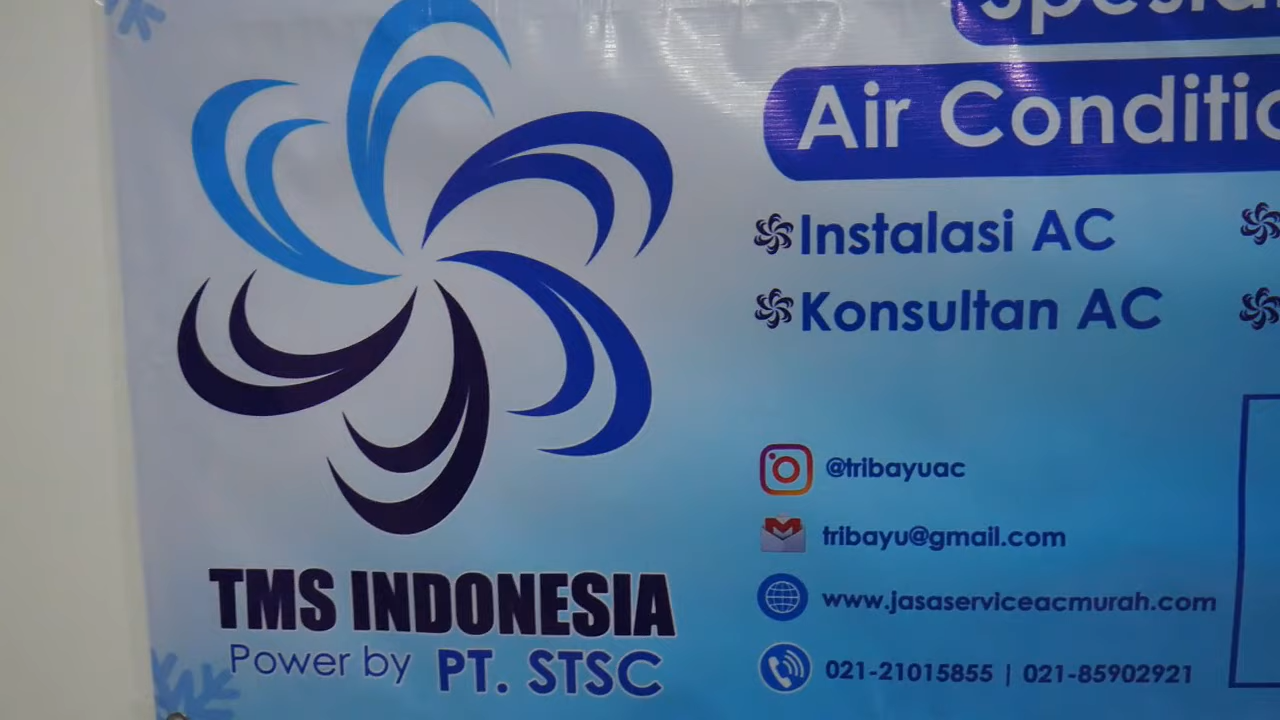 Air
Instalasi AC
Konsultan AC
@tribayuac
tribayu@gmail.com
www.jasaserviceacmurah.com
021-21015855 | 021-85902921
TMS INDONESIA
Power by PT. STSC